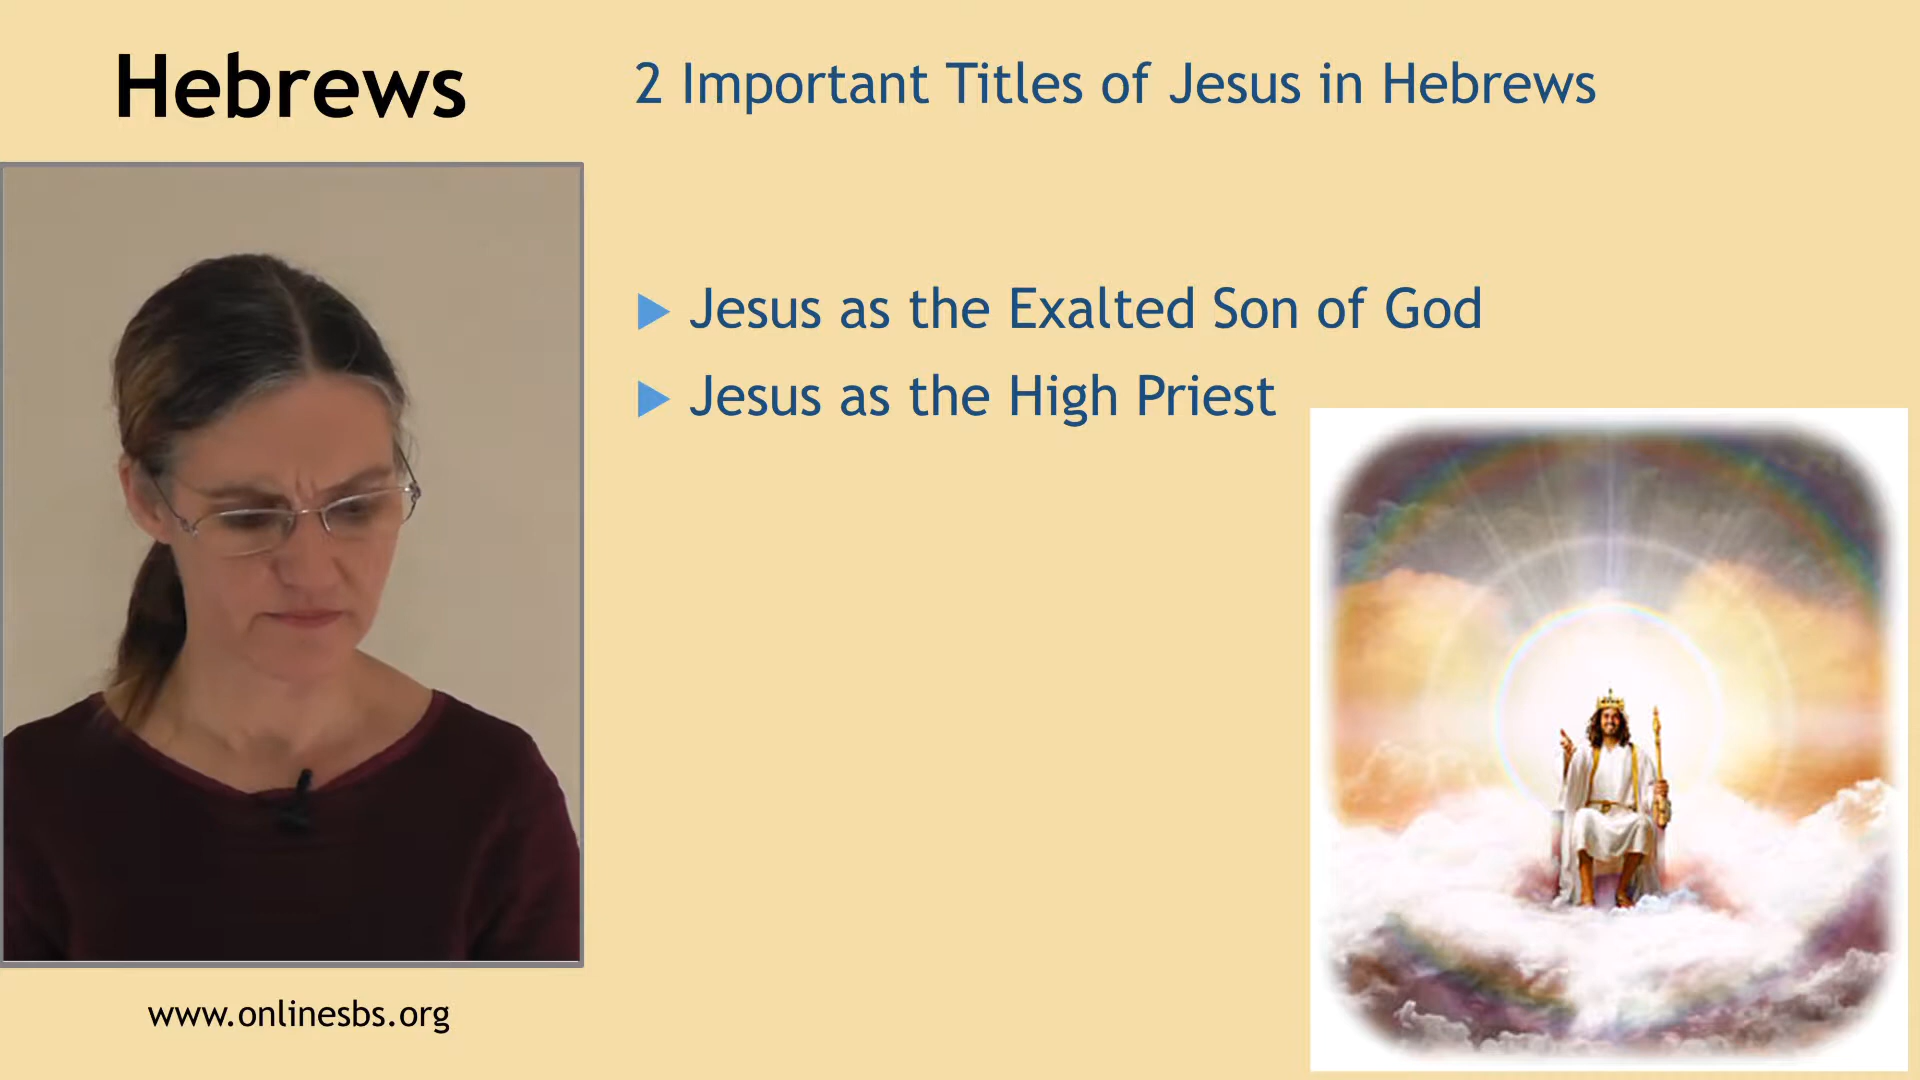 Hebrews
2 Important Titles of Jesus in Hebrews
Jesus as the Exalted Son of God
Jesus as the High Priest
www.onlinesbs.org